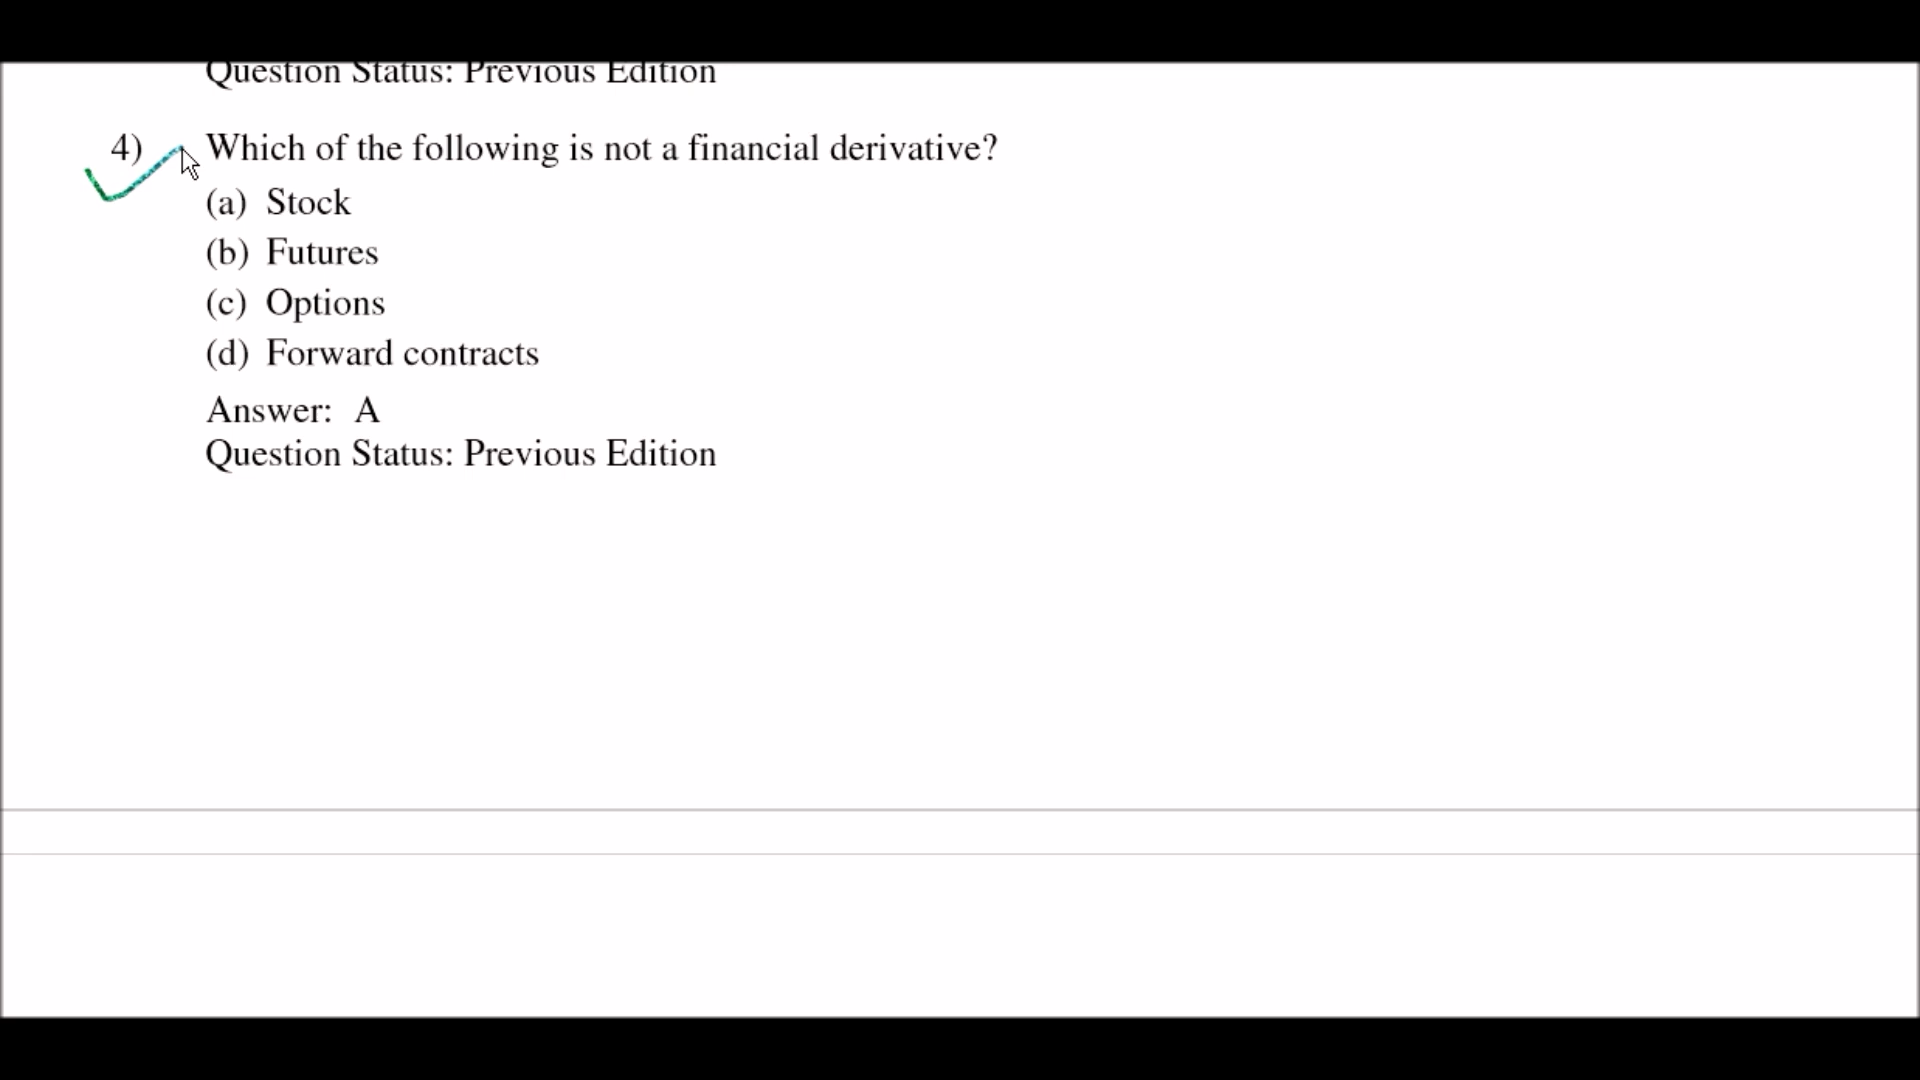 Question Status: Previous Edition
4) Which of the following is not a financial derivative?
(a) Stock
(b) Futures
(c) Options
(d) Forward contracts
Answer: A
Question Status: Previous Edition